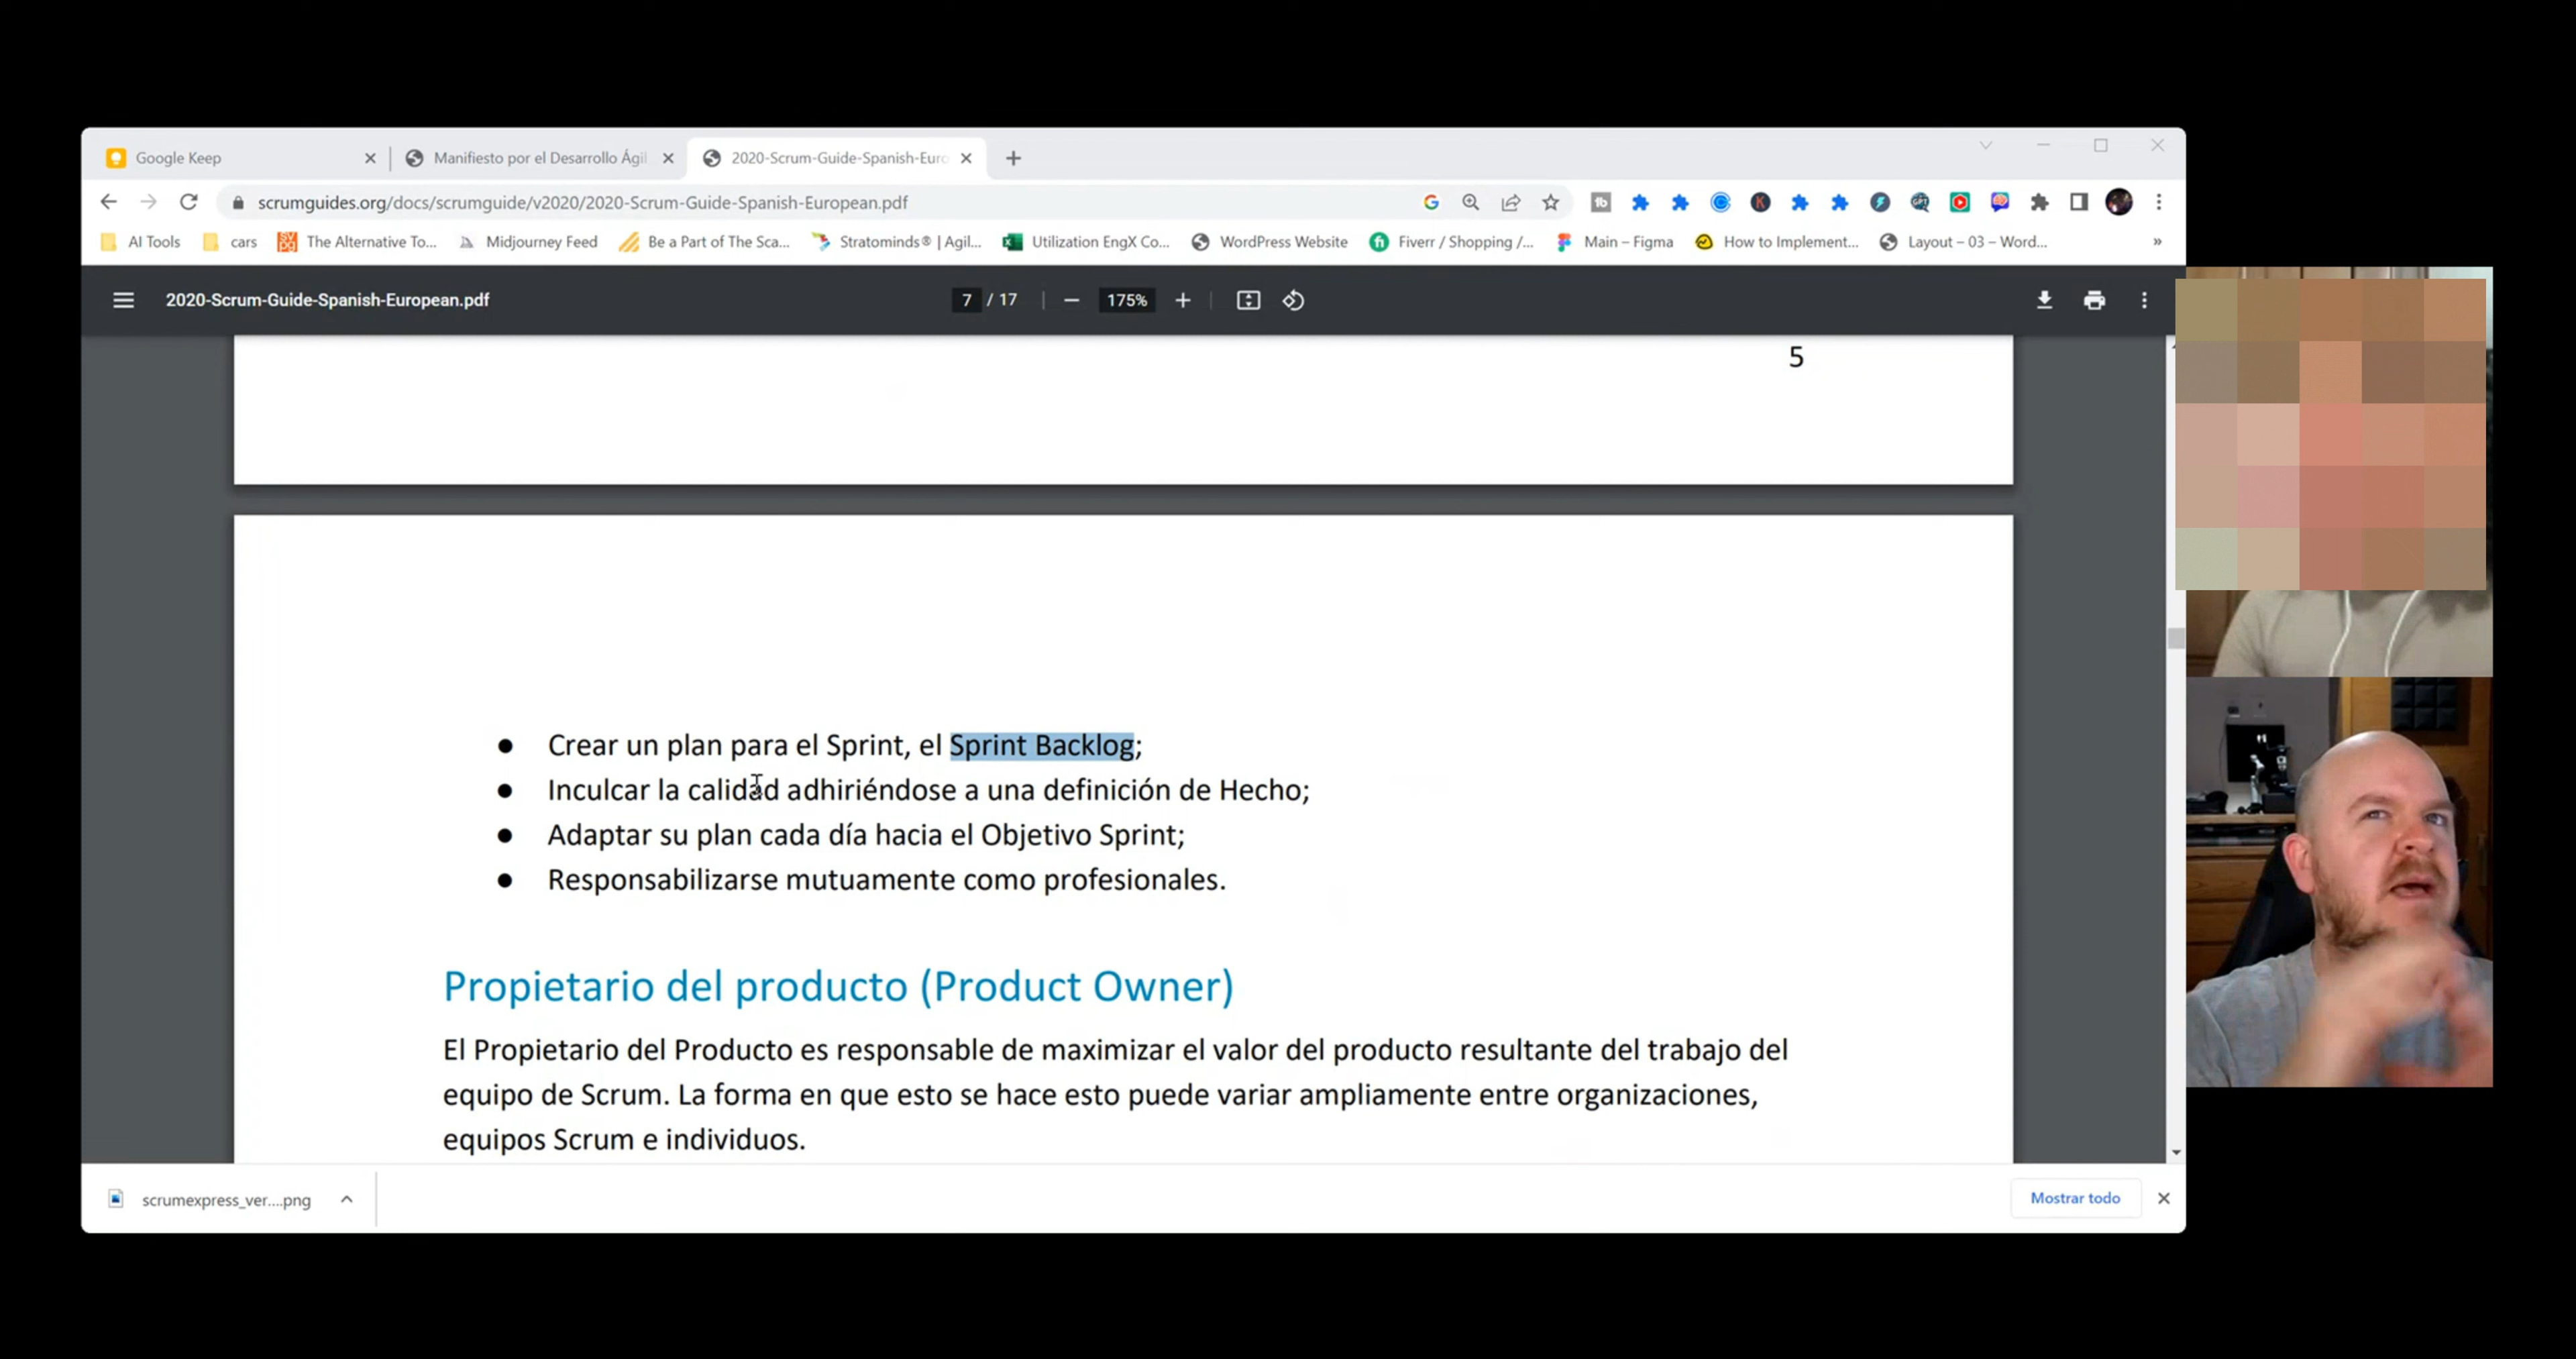 Google Keep
Manifiesto por el Desarrollo Ágil
2020-Scrum-Guide-Spanish-Euro
scrumguides.org/docs/scrumguide/v2020/2020-Scrum-Guide-Spanish-European.pdf
AI Tools
cars
The Alternative To...
Midjourney Feed
Be a Part of The Sca...
Stratominds® | Agil...
Utilization EngX Co...
WordPress Website
Fiverr / Shopping /...
Main – Figma
How to Implement...
Layout – 03 – Word...
2020-Scrum-Guide-Spanish-European.pdf
7 / 17
175%
5
● Crear un plan para el Sprint, el Sprint Backlog;
● Inculcar la calidad adhiriéndose a una definición de Hecho;
● Adaptar su plan cada día hacia el Objetivo Sprint;
● Responsabilizarse mutuamente como profesionales.
Propietario del producto (Product Owner)
El Propietario del Producto es responsable de maximizar el valor del producto resultante del trabajo del
equipo de Scrum. La forma en que esto se hace esto puede variar ampliamente entre organizaciones,
equipos Scrum e individuos.
scrumexpress_ver....png
Mostrar todo